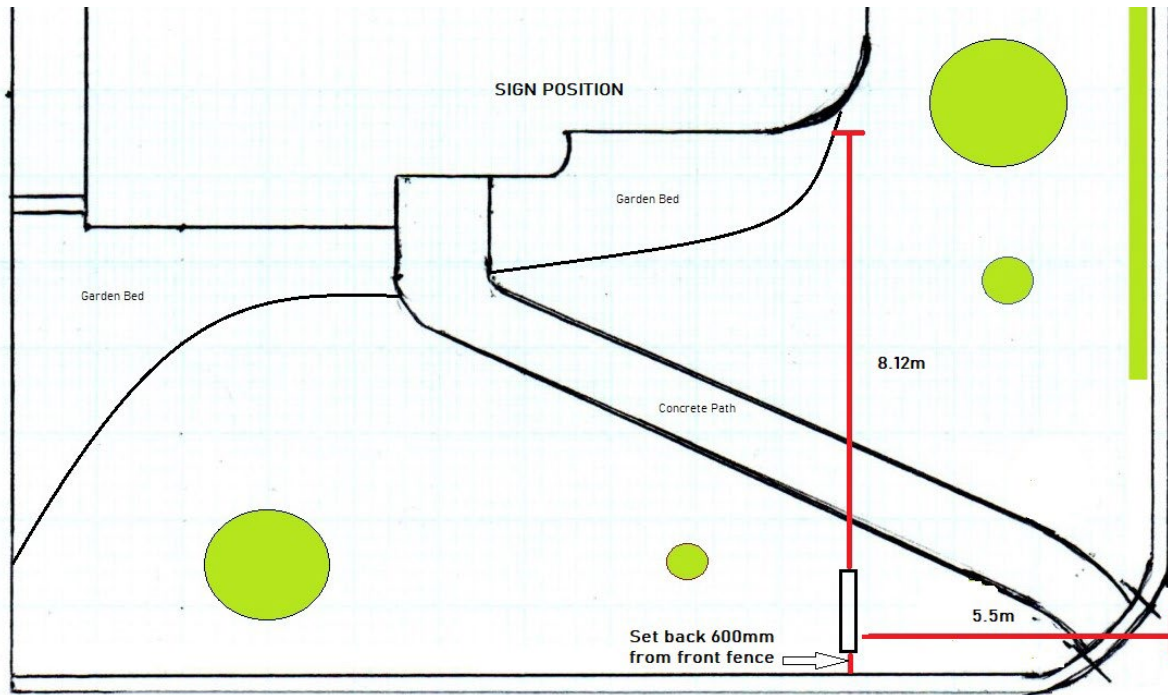 SIGN POSITION
Garden Bed
Garden Bed
8.12m
Concrete Path
5.5m
Set back 600mm
from front fence